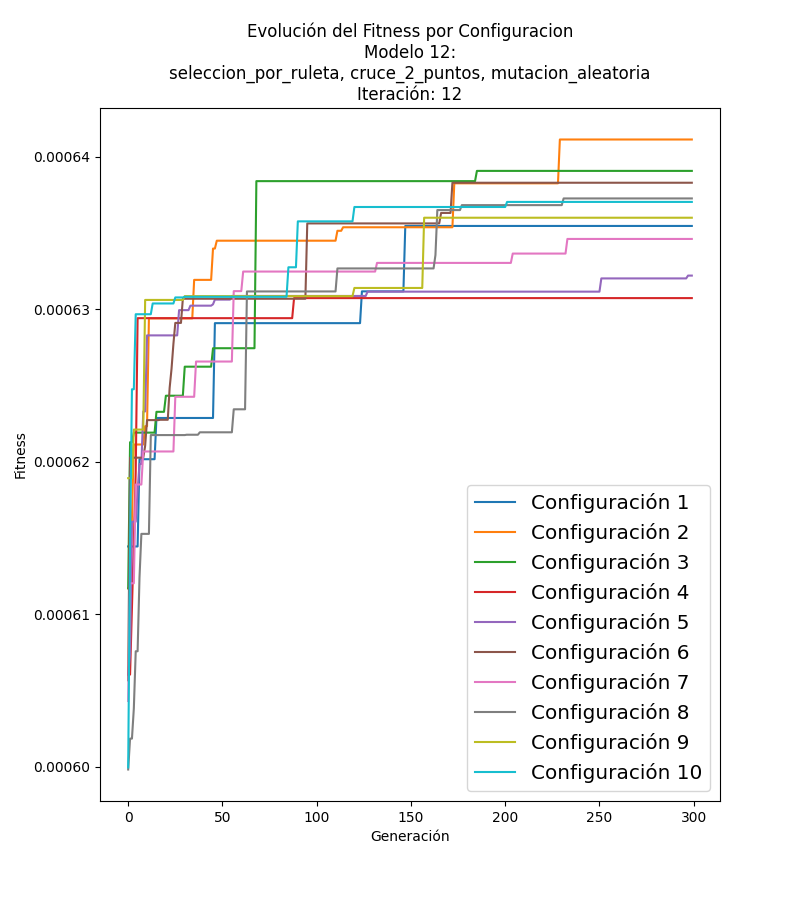 Evolución del Fitness por Configuracion
Modelo 12:
seleccion_por_ruleta, cruce_2_puntos, mutacion_aleatoria
Iteración: 12
0.00064
0.00063
0.00062
0.00061
0.00060
Fitness
0
50
100
150
200
250
300
Generación
Configuración 1
Configuración 2
Configuración 3
Configuración 4
Configuración 5
Configuración 6
Configuración 7
Configuración 8
Configuración 9
Configuración 10